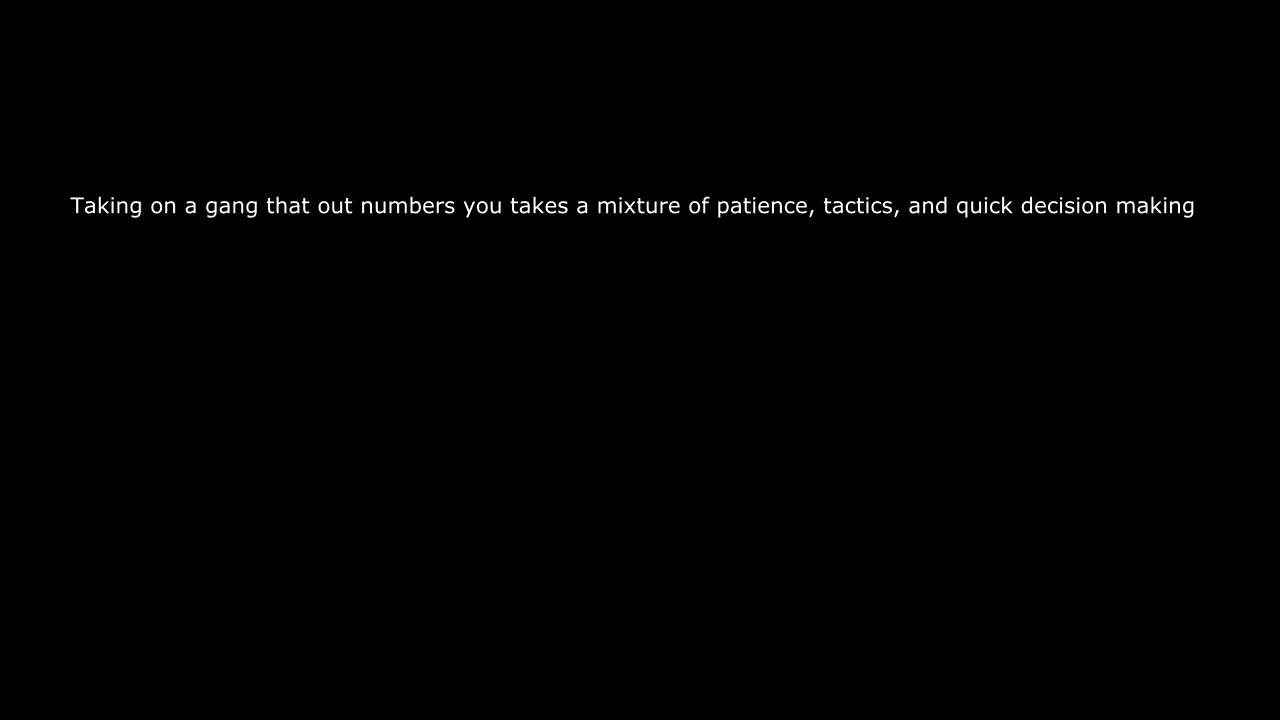 Taking on a gang that out numbers you takes a mixture of patience, tactics, and quick decision making